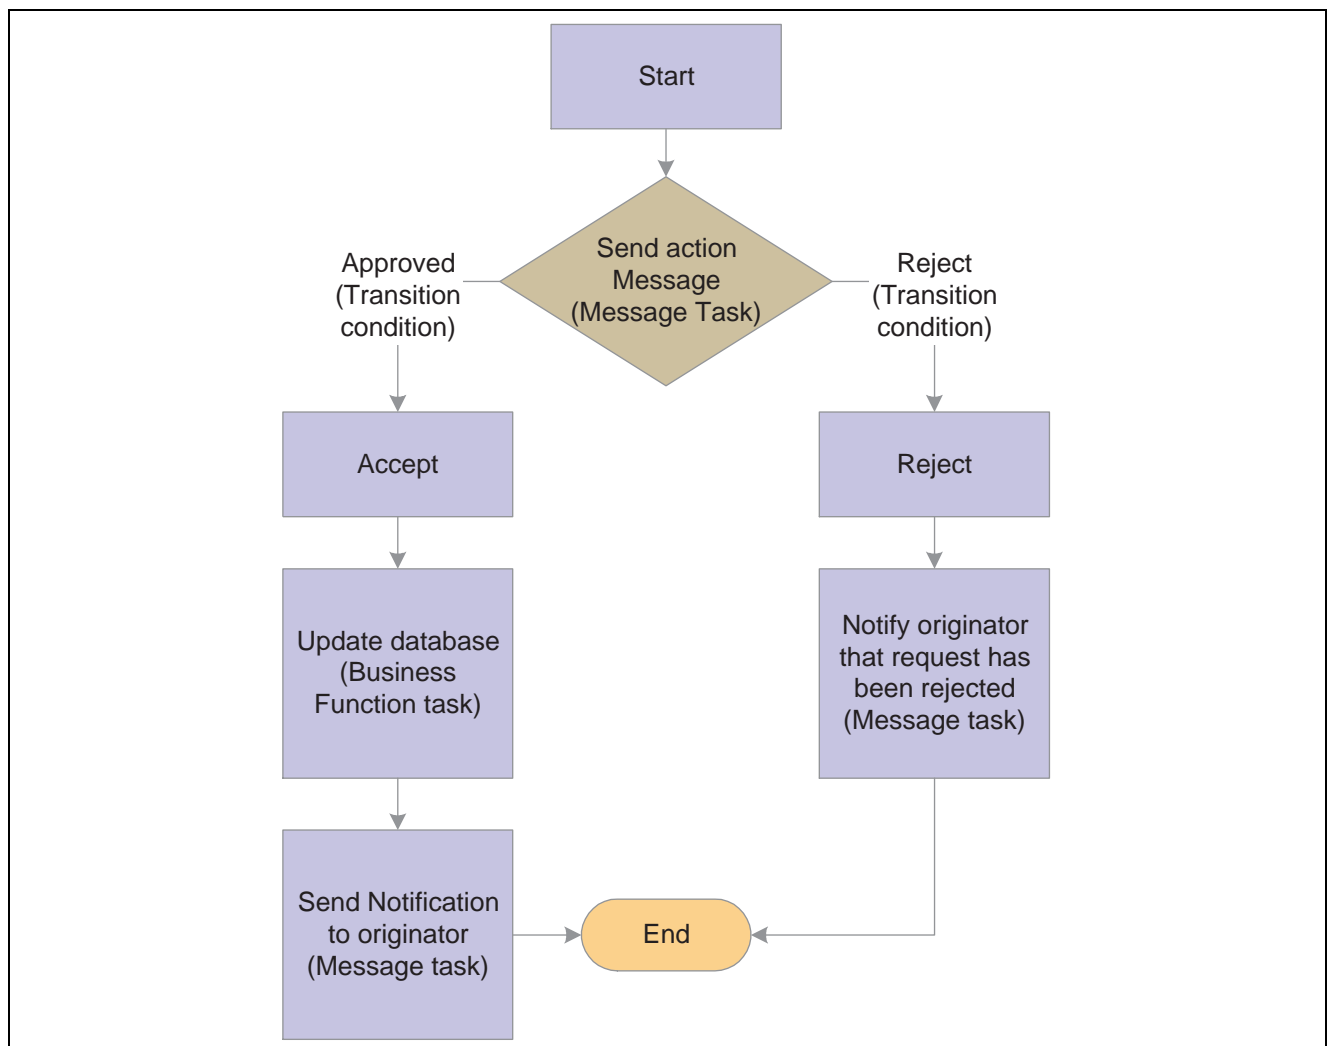 Start
Send action
Message
(Message Task)
Approved
(Transition
condition)
Reject
(Transition
condition)
Accept
Reject
Update database
(Business
Function task)
Notify originator
that request has
been rejected
(Message task)
Send Notification
to originator
(Message task)
End